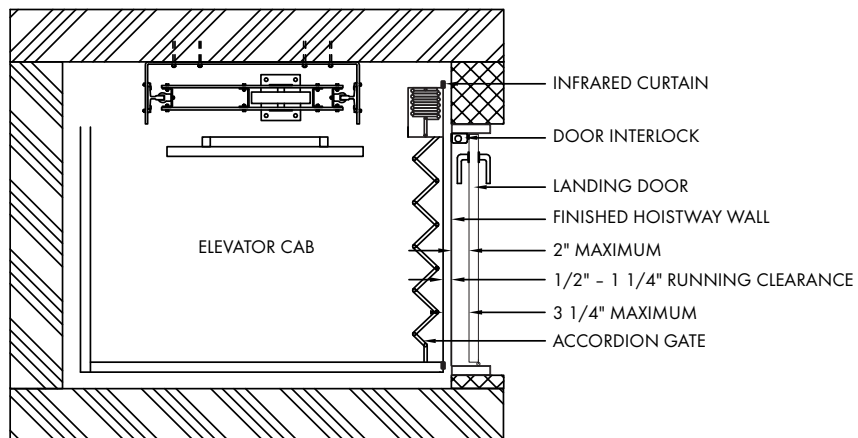 INFRARED CURTAIN
DOOR INTERLOCK
LANDING DOOR
FINISHED HOISTWAY WALL
ELEVATOR CAB
2" MAXIMUM
1/2" – 1 1/4" RUNNING CLEARANCE
3 1/4" MAXIMUM
ACCORDION GATE